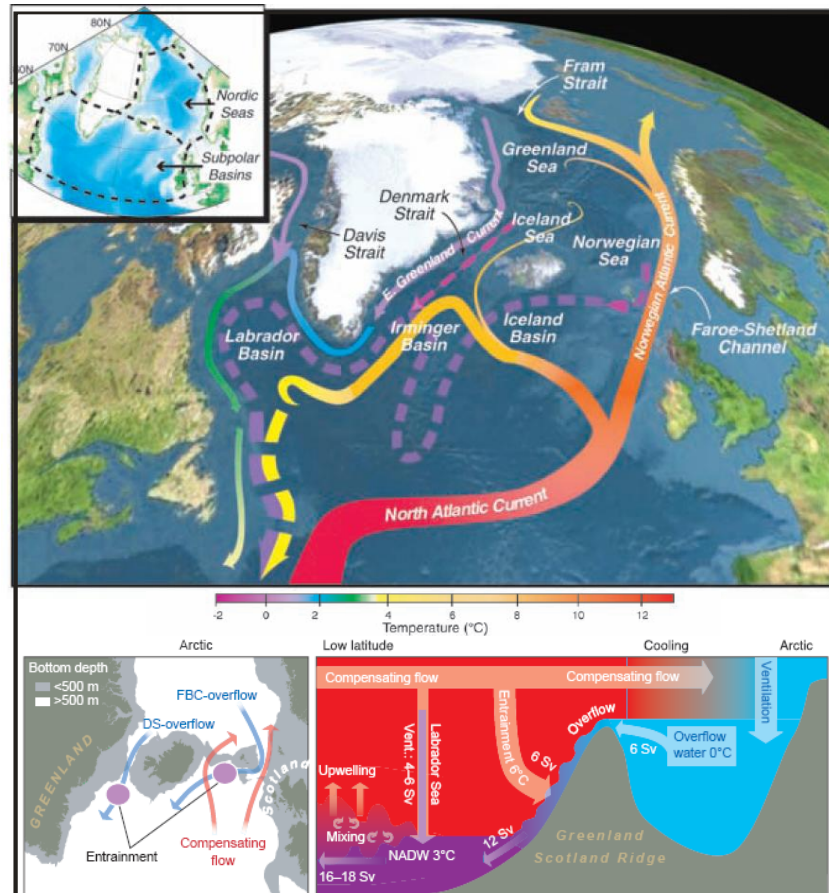 80N
70N
60N
Nordic
Seas
Subpolar
Basins
Fram
Strait
Greenland
Sea
Denmark
Strait
Iceland
Sea
Norwegian
Sea
Davis
Strait
E. Greenland Current
Labrador
Basin
Irminger
Basin
Iceland
Basin
Norwegian Atlantic Current
Faroe-Shetland
Channel
North Atlantic Current
-2
0
2
4
6
8
10
12
Temperature (°C)
Arctic
Bottom depth
<500 m
>500 m
FBC-overflow
DS-overflow
GREENLAND
Scotland
Entrainment
Compensating
flow
Low latitude
Cooling
Arctic
Compensating flow
Compensating flow
Ventilation
Labrador Sea
Vent.: 4–6 Sv
Entrainment 6°C
6 Sv
Overflow
6 Sv
Overflow
water 0°C
Upwelling
Mixing
12 Sv
NADW 3°C
16–18 Sv
Greenland
Scotland Ridge